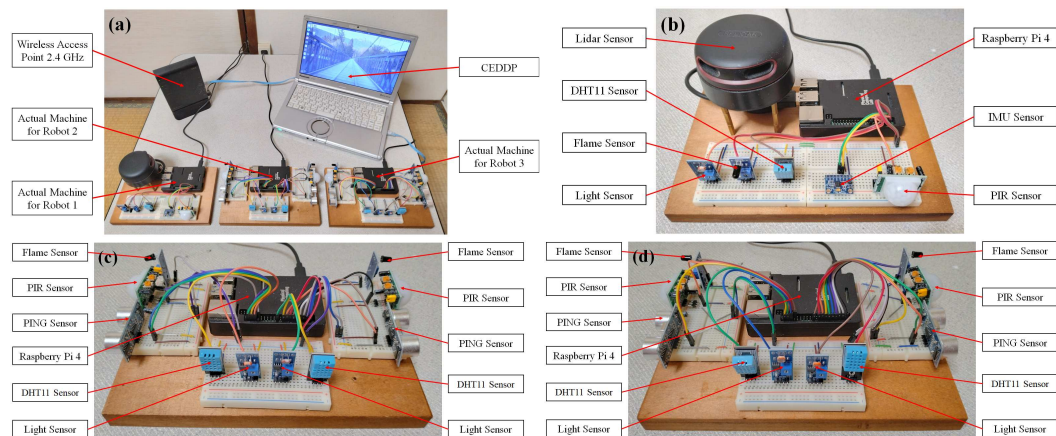 (a)
Wireless Access
Point 2.4 GHz
CEDDP
Actual Machine
for Robot 2
Actual Machine
for Robot 3
Actual Machine
for Robot 1
(b)
Lidar Sensor
Raspberry Pi 4
DHT11 Sensor
IMU Sensor
Flame Sensor
Light Sensor
PIR Sensor
(c)
Flame Sensor
Flame Sensor
PIR Sensor
PIR Sensor
PING Sensor
PING Sensor
Raspberry Pi 4
DHT11 Sensor
DHT11 Sensor
Light Sensor
Light Sensor
(d)
Flame Sensor
Flame Sensor
PIR Sensor
PIR Sensor
PING Sensor
PING Sensor
Raspberry Pi 4
DHT11 Sensor
DHT11 Sensor
Light Sensor
Light Sensor